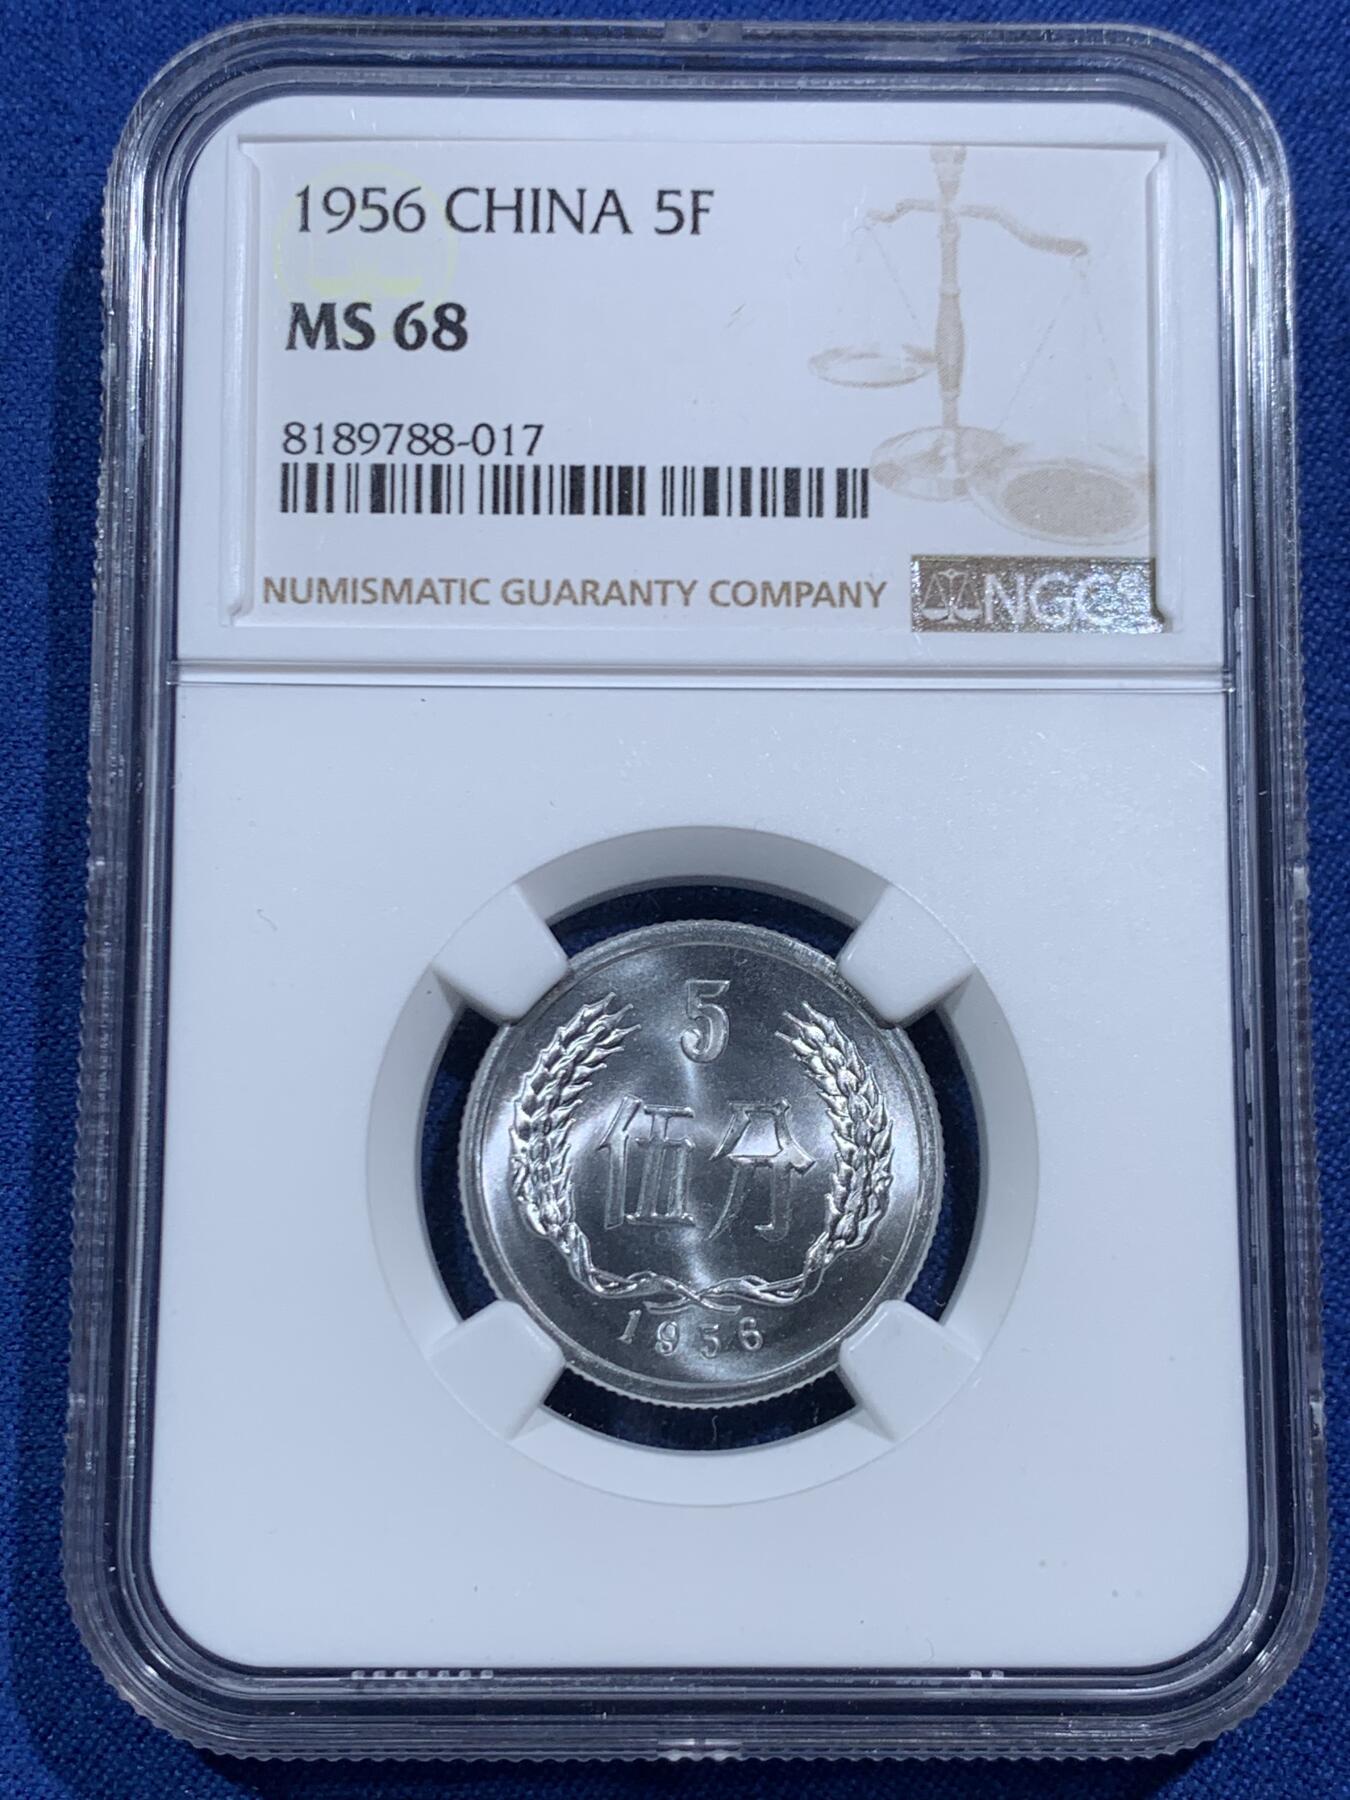 1956 CHINA 5F
MS 68
8189788-017
NUMISMATIC GUARANTY COMPANY
NGC
5
伍分
1956